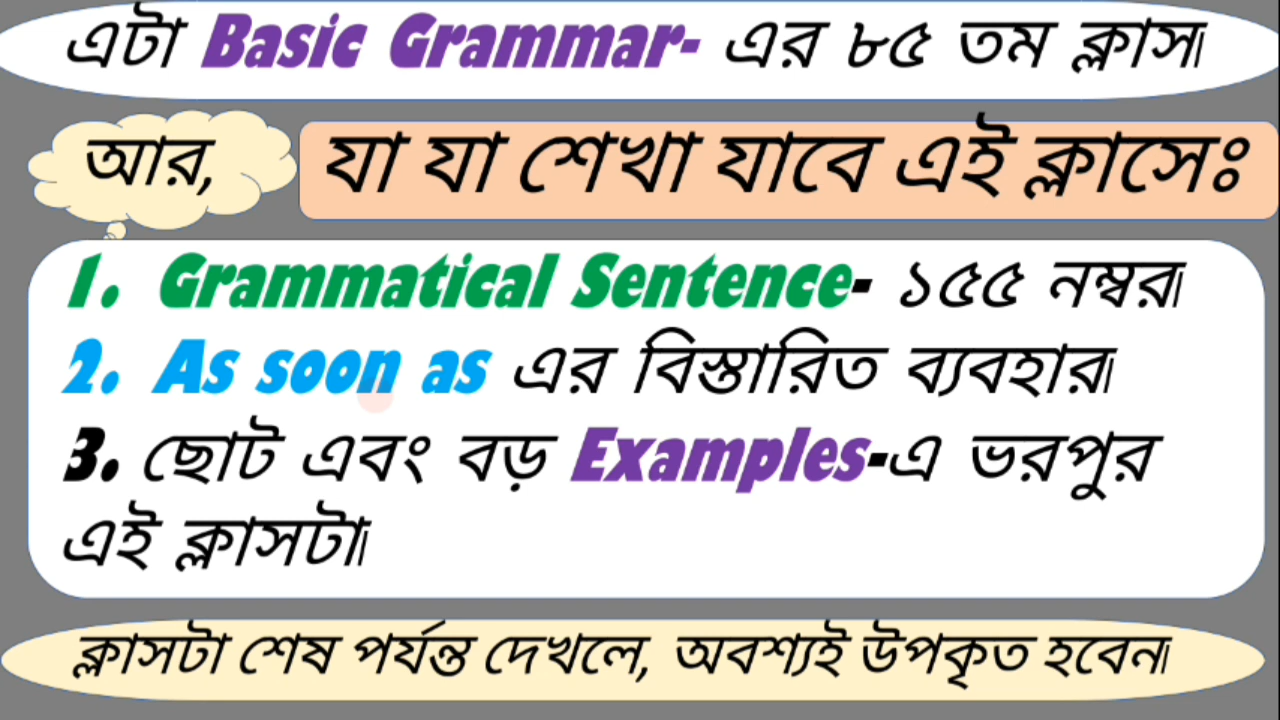 এটা Basic Grammar- এর ৮৫ তম ক্লাস।
আর,
যা যা শেখা যাবে এই ক্লাসেঃ
1. Grammatical Sentence- ১৫৫ নম্বর।
2. As soon as এর বিস্তারিত ব্যবহার।
3. ছোট এবং বড় Examples-এ ভরপুর
এই ক্লাসটা।
ক্লাসটা শেষ পর্যন্ত দেখলে, অবশ্যই উপকৃত হবেন।